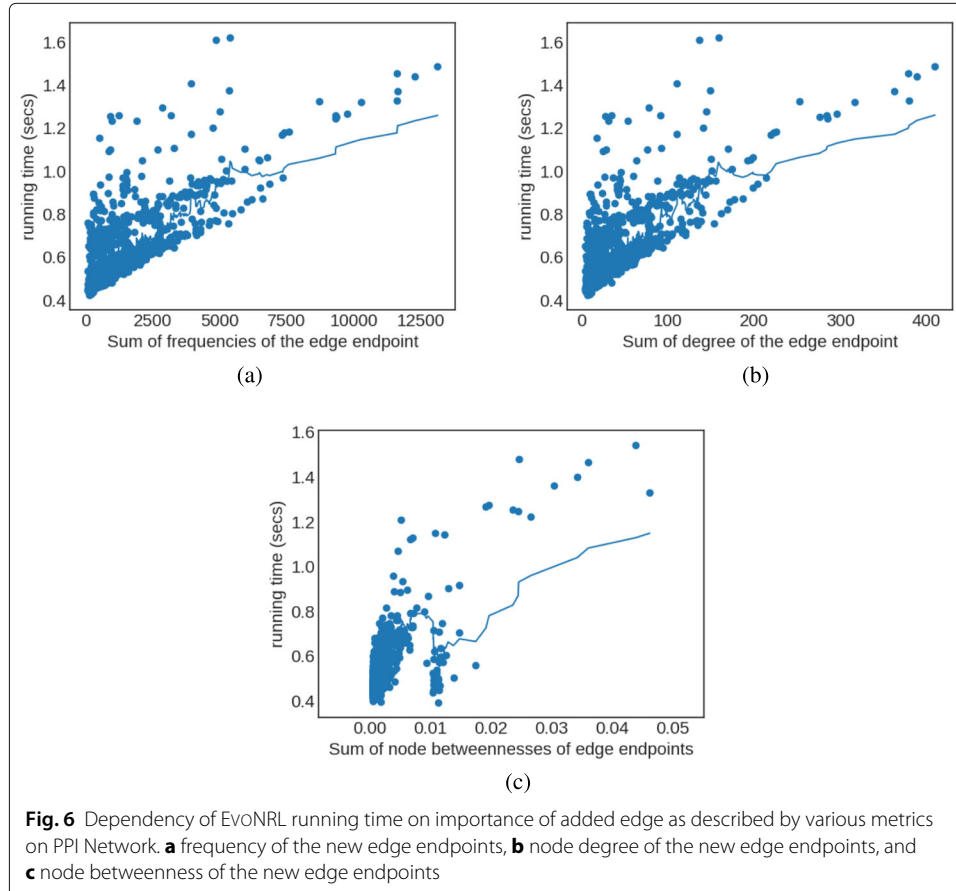 1.6
1.4
1.2
1.0
0.8
0.6
0.4
running time (secs)
0 2500 5000 7500 10000 12500
Sum of frequencies of the edge endpoint
(a)
1.6
1.4
1.2
1.0
0.8
0.6
0.4
running time (secs)
0 100 200 300 400
Sum of degree of the edge endpoint
(b)
1.6
1.4
1.2
1.0
0.8
0.6
0.4
running time (secs)
0.00 0.01 0.02 0.03 0.04 0.05
Sum of node betweennesses of edge endpoints
(c)
Fig. 6 Dependency of EVONRL running time on importance of added edge as described by various metrics
on PPI Network. a frequency of the new edge endpoints, b node degree of the new edge endpoints, and
c node betweenness of the new edge endpoints